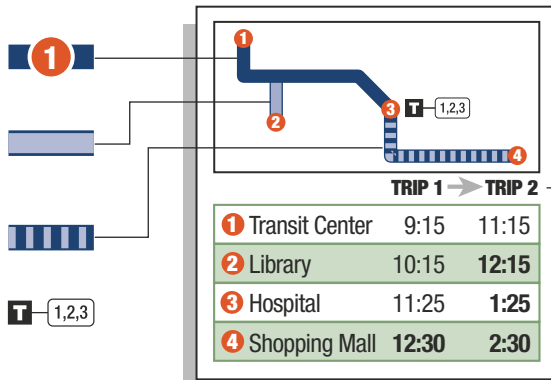 1
1
2
3
T 1,2,3
4
TRIP 1 TRIP 2
1 Transit Center 9:15 11:15
2 Library 10:15 12:15
3 Hospital 11:25 1:25
4 Shopping Mall 12:30 2:30
T 1,2,3